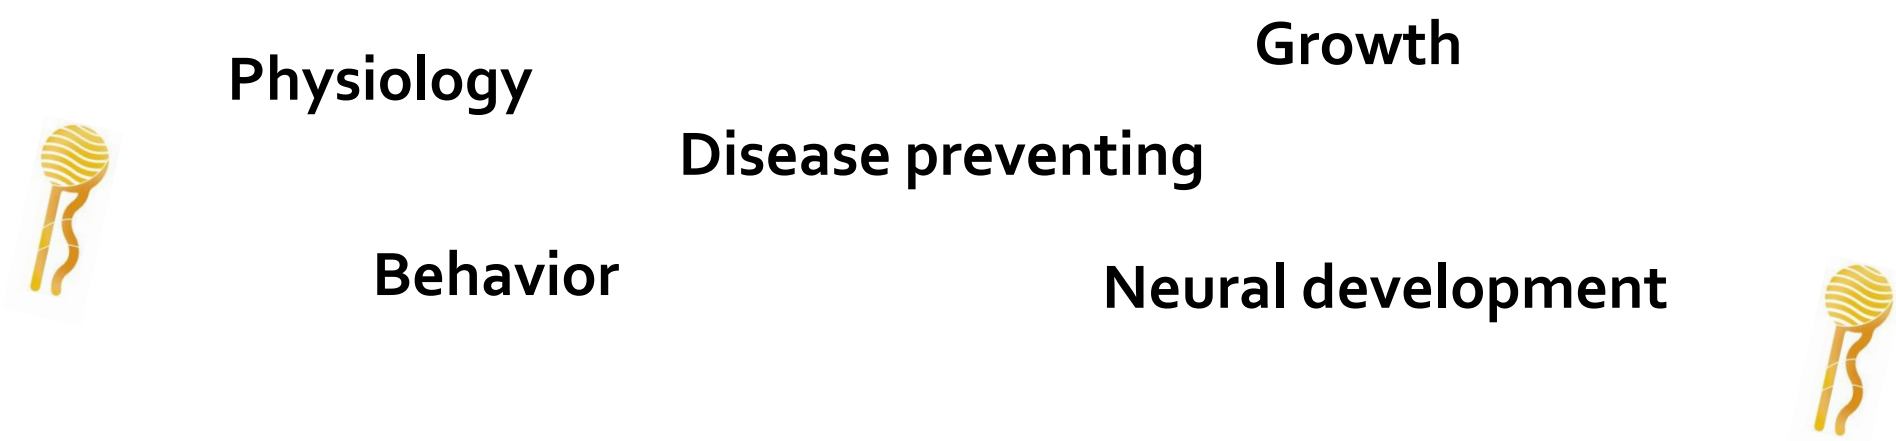 Growth
Physiology
Disease preventing
Behavior
Neural development